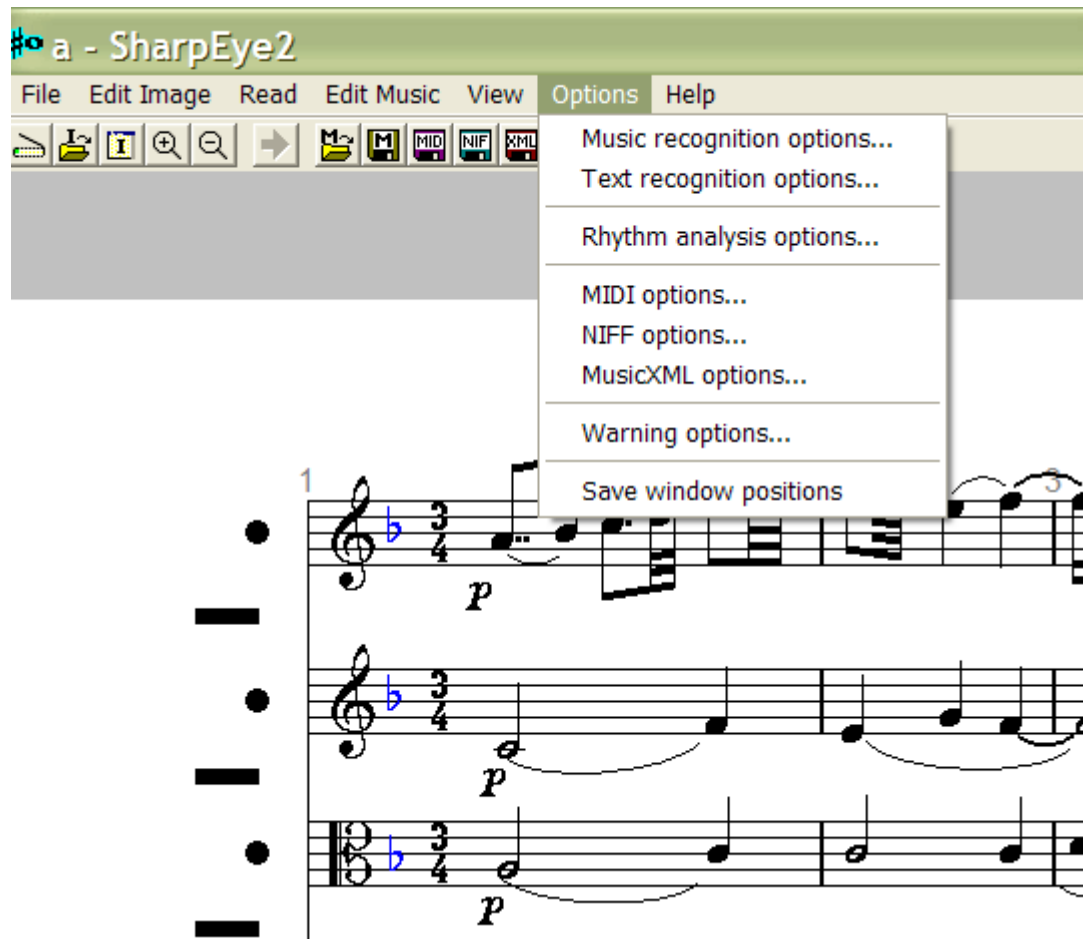 a - SharpEye2
File Edit Image Read Edit Music View Options Help
I I M M MID NIF XML
Music recognition options...
Text recognition options...
Rhythm analysis options...
MIDI options...
NIFF options...
MusicXML options...
Warning options...
Save window positions
1 3
3
4
p
3
4
p
3
4
p